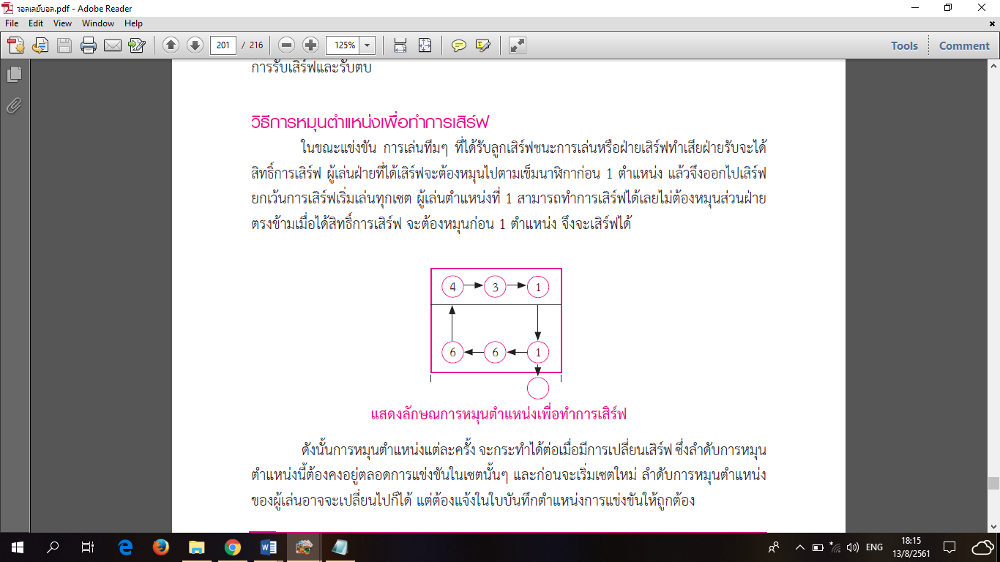 วอลเลย์บอล.pdf - Adobe Reader
File Edit View Window Help
201 / 216 125% Tools Comment
การรับเสิร์ฟและรับตบ
วิธีการหมุนตำแหน่งเพื่อทำการเสิร์ฟ
ในขณะแข่งขัน การเล่นทีมๆ ที่ได้รับลูกเสิร์ฟชนะการเล่นหรือฝ่ายเสิร์ฟทำเสียฝ่ายรับจะได้
สิทธิ์การเสิร์ฟ ผู้เล่นฝ่ายที่ได้เสิร์ฟจะต้องหมุนไปตามเข็มนาฬิกาก่อน 1 ตำแหน่ง แล้วจึงออกไปเสิร์ฟ
ยกเว้นการเสิร์ฟเริ่มเล่นทุกเซต ผู้เล่นตำแหน่งที่ 1 สามารถทำการเสิร์ฟได้เลยไม่ต้องหมุนส่วนฝ่าย
ตรงข้ามเมื่อได้สิทธิ์การเสิร์ฟ จะต้องหมุนก่อน 1 ตำแหน่ง จึงจะเสิร์ฟได้
4 3 1
6 6 1
แสดงลักษณการหมุนตำแหน่งเพื่อทำการเสิร์ฟ
ดังนั้นการหมุนตำแหน่งแต่ละครั้ง จะกระทำได้ต่อเมื่อมีการเปลี่ยนเสิร์ฟ ซึ่งลำดับการหมุน
ตำแหน่งนี้ต้องคงอยู่ตลอดการแข่งขันในเซตนั้นๆ และก่อนจะเริ่มเซตใหม่ ลำดับการหมุนตำแหน่ง
ของผู้เล่นอาจจะเปลี่ยนไปก็ได้ แต่ต้องแจ้งในใบบันทึกตำแหน่งการแข่งขันให้ถูกต้อง
ENG 18:15
13/8/2561